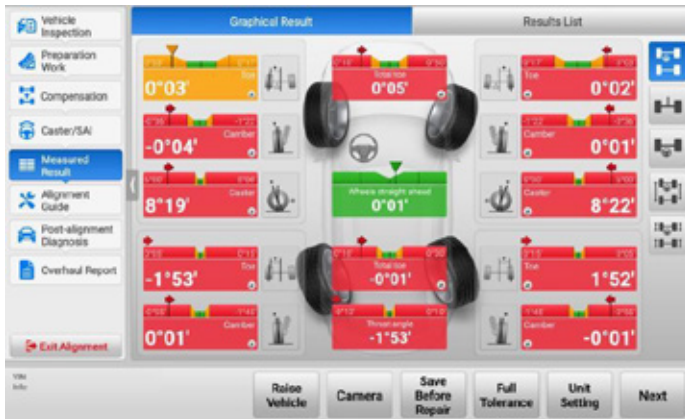 Vehicle Inspection
Graphical Result
Results List
Preparation Work
Compensation
Caster/SAI
Measured Result
Alignment Guide
Post-alignment Diagnosis
Overhaul Report
Exit Alignment
Toe
0°03'
Total toe
0°05'
Toe
0°02'
Camber
-0°04'
Camber
0°01'
Caster
8°19'
Wheels straight ahead
0°01'
Caster
8°22'
Toe
-1°53'
Total toe
-0°01'
Toe
1°52'
Camber
0°01'
Thrust angle
-1°53'
Camber
-0°01'
Raise Vehicle
Camera
Save Before Repair
Full Tolerance
Unit Setting
Next